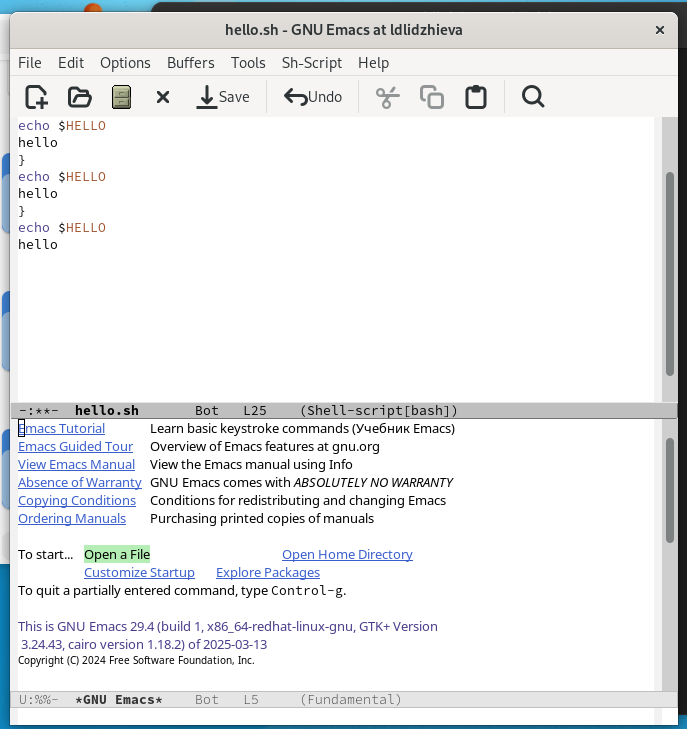 hello.sh - GNU Emacs at ldlidzhieva
File Edit Options Buffers Tools Sh-Script Help
Save Undo
echo $HELLO
hello
}
echo $HELLO
hello
}
echo $HELLO
hello
-:**-  hello.sh       Bot   L25    (Shell-script[bash])
Emacs Tutorial Learn basic keystroke commands (Учебник Emacs)
Emacs Guided Tour Overview of Emacs features at gnu.org
View Emacs Manual View the Emacs manual using Info
Absence of Warranty GNU Emacs comes with ABSOLUTELY NO WARRANTY
Copying Conditions Conditions for redistributing and changing Emacs
Ordering Manuals Purchasing printed copies of manuals
To start... Open a File Open Home Directory
Customize Startup Explore Packages
To quit a partially entered command, type Control-g.
This is GNU Emacs 29.4 (build 1, x86_64-redhat-linux-gnu, GTK+ Version
3.24.43, cairo version 1.18.2) of 2025-03-13
Copyright (C) 2024 Free Software Foundation, Inc.
U:%%-  *GNU Emacs*    Bot   L5     (Fundamental)